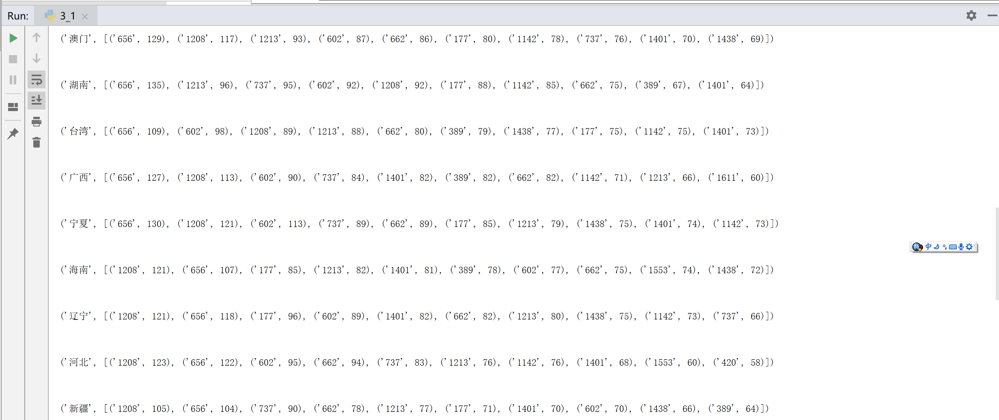 Run: 3_1
('澳门', [('656', 129), ('1208', 117), ('1213', 93), ('602', 87), ('662', 86), ('177', 80), ('1142', 78), ('737', 76), ('1401', 70), ('1438', 69)])
('湖南', [('656', 135), ('1213', 96), ('737', 95), ('602', 92), ('1208', 92), ('177', 88), ('1142', 85), ('662', 75), ('389', 67), ('1401', 64)])
('台湾', [('656', 109), ('602', 98), ('1208', 89), ('1213', 88), ('662', 80), ('389', 79), ('1438', 77), ('177', 75), ('1142', 75), ('1401', 73)])
('广西', [('656', 127), ('1208', 113), ('602', 90), ('737', 84), ('1401', 82), ('389', 82), ('662', 82), ('1142', 71), ('1213', 66), ('1611', 60)])
('宁夏', [('656', 130), ('1208', 121), ('602', 113), ('737', 89), ('662', 89), ('177', 85), ('1213', 79), ('1438', 75), ('1401', 74), ('1142', 73)])
拼 中
('海南', [('1208', 121), ('656', 107), ('177', 85), ('1213', 82), ('1401', 81), ('389', 78), ('602', 77), ('662', 75), ('1553', 74), ('1438', 72)])
('辽宁', [('1208', 121), ('656', 118), ('177', 96), ('602', 89), ('1401', 82), ('662', 82), ('1213', 80), ('1438', 75), ('1142', 73), ('737', 66)])
('河北', [('1208', 123), ('656', 122), ('602', 95), ('662', 94), ('737', 83), ('1213', 76), ('1142', 76), ('1401', 68), ('1553', 60), ('420', 58)])
('新疆', [('1208', 105), ('656', 104), ('737', 90), ('662', 78), ('1213', 77), ('177', 71), ('1401', 70), ('602', 70), ('1438', 66), ('389', 64)])